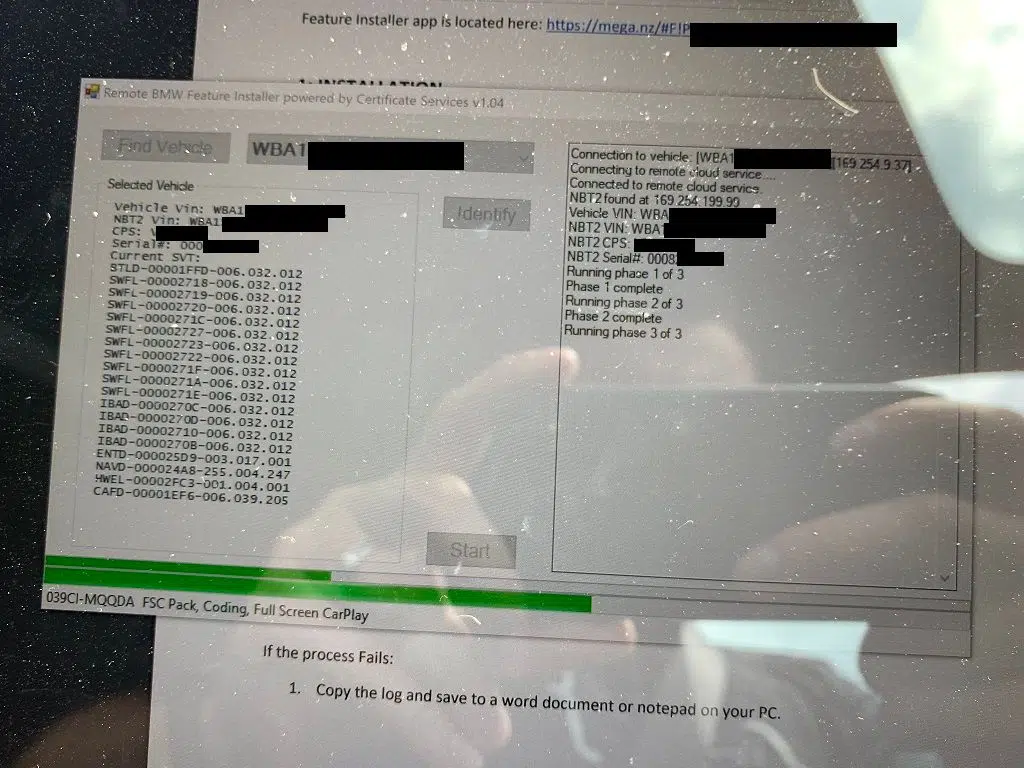 Feature Installer app is located here: https://mega.nz/#F!P
1: INSTALLATION
Remote BMW Feature Installer powered by Certificate Services v1.04
Find Vehicle
WBA1
Selected Vehicle
Vehicle Vin: WBA1
NBT2 Vin: WBA1
CPS: V
Serial#: 000
Current SVT:
STLD-00001FFD-006.032.012
SWFL-00002718-006.032.012
SWFL-00002719-006.032.012
SWFL-00002720-006.032.012
SWFL-0000271C-006.032.012
SWFL-00002727-006.032.012
SWFL-00002723-006.032.012
SWFL-00002722-006.032.012
SWFL-0000271F-006.032.012
SWFL-0000271A-006.032.012
SWFL-0000271E-006.032.012
IBAD-0000270C-006.032.012
IBAD-0000270D-006.032.012
IBAD-00002710-006.032.012
IBAD-0000270B-006.032.012
ENTD-000025D9-003.017.001
NAVD-000024A8-255.004.247
HWEL-00002FC3-001.004.001
CAFD-00001EF6-006.039.205
Identify
Start
Connection to vehicle: [WBA1 [169.254.9.37]
Connecting to remote cloud service....
Connected to remote cloud service.
NBT2 found at 169.254.199.99
Vehicle VIN: WBA
NBT2 VIN: WBA1
NBT2 CPS:
NBT2 Serial#: 0008
Running phase 1 of 3
Phase 1 complete
Running phase 2 of 3
Phase 2 complete
Running phase 3 of 3
039CI-MQQDA FSC Pack, Coding, Full Screen CarPlay
If the process Fails:
1. Copy the log and save to a word document or notepad on your PC.